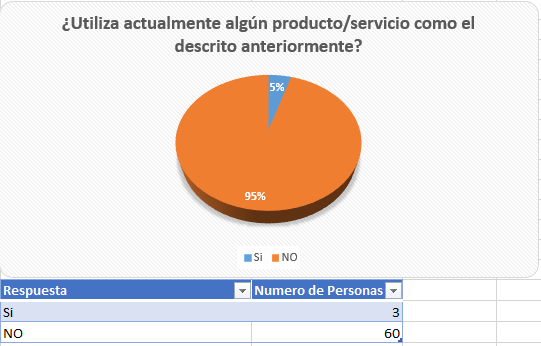 ¿Utiliza actualmente algún producto/servicio como el
descrito anteriormente?
5%
95%
Si NO
Respuesta Numero de Personas
Si 3
NO 60